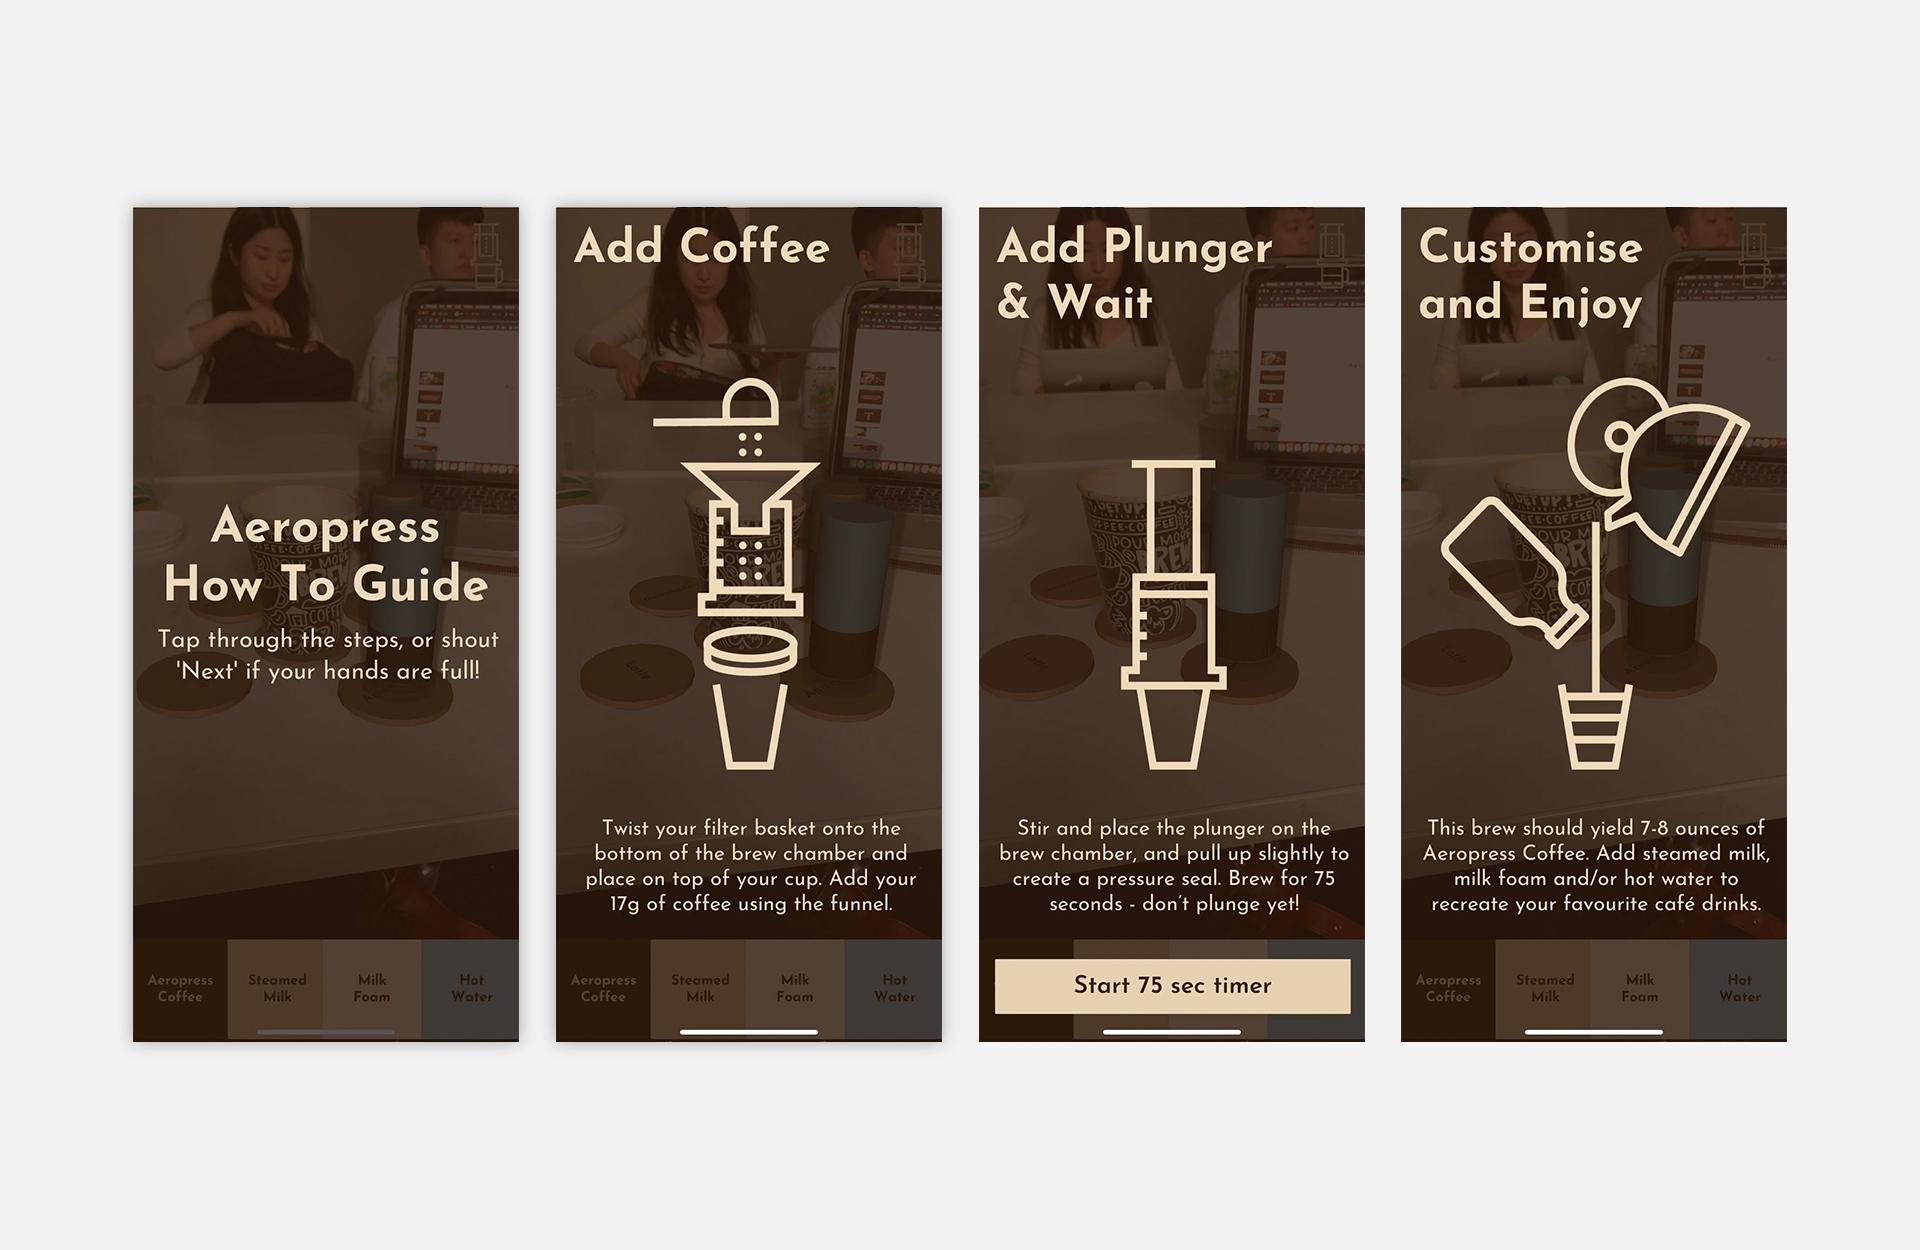 Aeropress
How To Guide
Tap through the steps, or shout
'Next' if your hands are full!
Aeropress
Coffee
Steamed
Milk
Milk
Foam
Hot
Water
Add Coffee
Latte
Twist your filter basket onto the
bottom of the brew chamber and
place on top of your cup. Add your
17g of coffee using the funnel.
Aeropress
Coffee
Steamed
Milk
Milk
Foam
Hot
Water
Add Plunger
& Wait
Latte
Stir and place the plunger on the
brew chamber, and pull up slightly to
create a pressure seal. Brew for 75
seconds - don’t plunge yet!
Start 75 sec timer
Customise
and Enjoy
Latte
This brew should yield 7-8 ounces of
Aeropress Coffee. Add steamed milk,
milk foam and/or hot water to
recreate your favourite café drinks.
Aeropress
Coffee
Steamed
Milk
Milk
Foam
Hot
Water